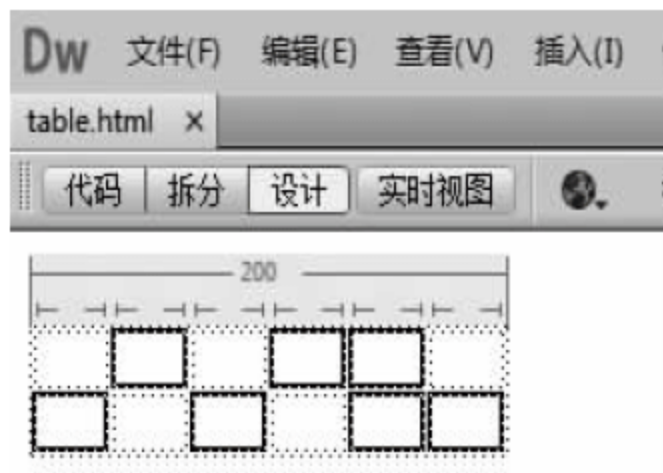 Dw 文件(F) 编辑(E) 查看(V) 插入(I)
table.html ×
代码 拆分 设计 实时视图
200